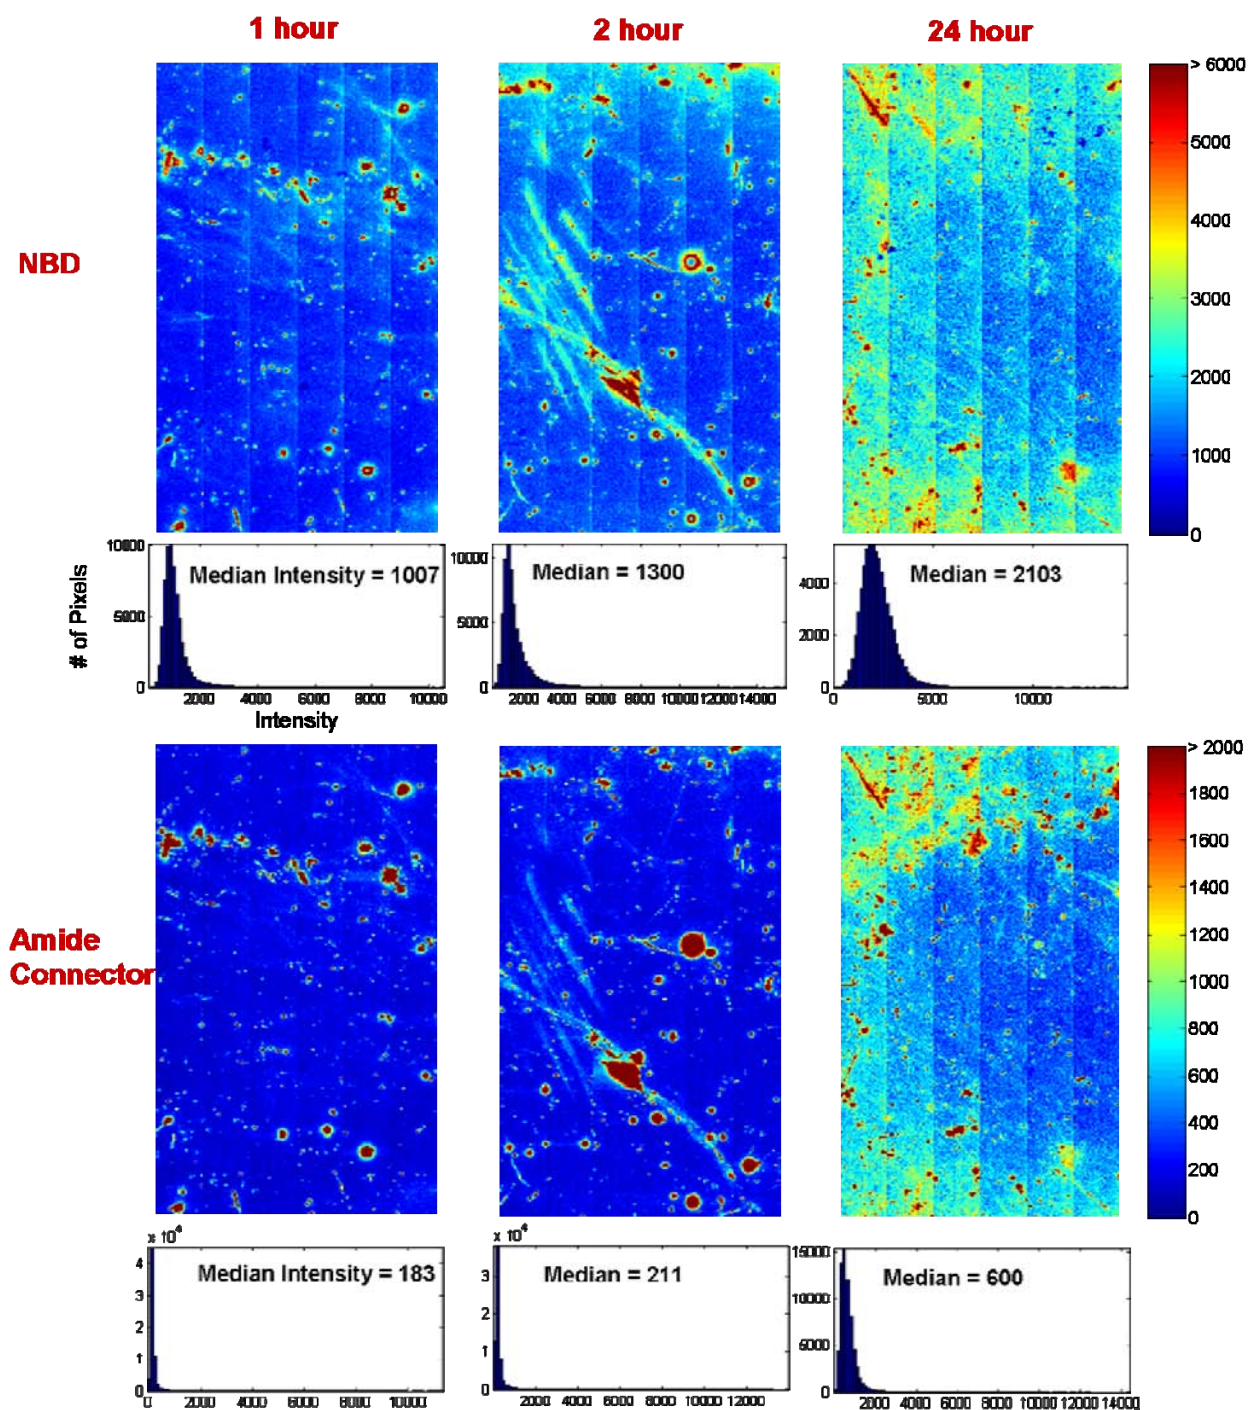 1 hour
2 hour
24 hour
NBD
> 6000
5000
4000
3000
2000
1000
0
# of Pixels
10000
5000
0
Median Intensity = 1007
2000 4000 6000 8000 10000
Intensity
10000
5000
0
Median = 1300
2000 4000 6000 8000 10000 12000 14000
4000
2000
0
Median = 2103
0 5000 10000
Amide
Connector
> 2000
1800
1600
1400
1200
1000
800
600
400
200
0
x 10⁴
4
3
2
1
0
Median Intensity = 183
0 2000 4000 6000 8000 10000
x 10⁴
3
2
1
0
Median = 211
2000 4000 6000 8000 10000 12000
15000
10000
5000
0
Median = 600
2000 4000 6000 8000 10000 12000 14000